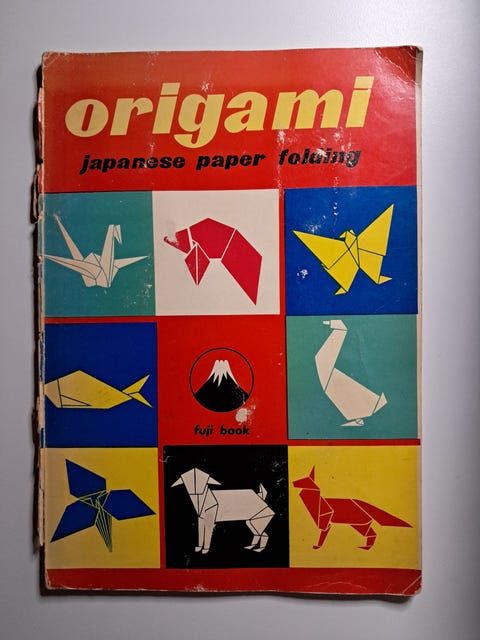 origami
japanese paper folding
fuji book